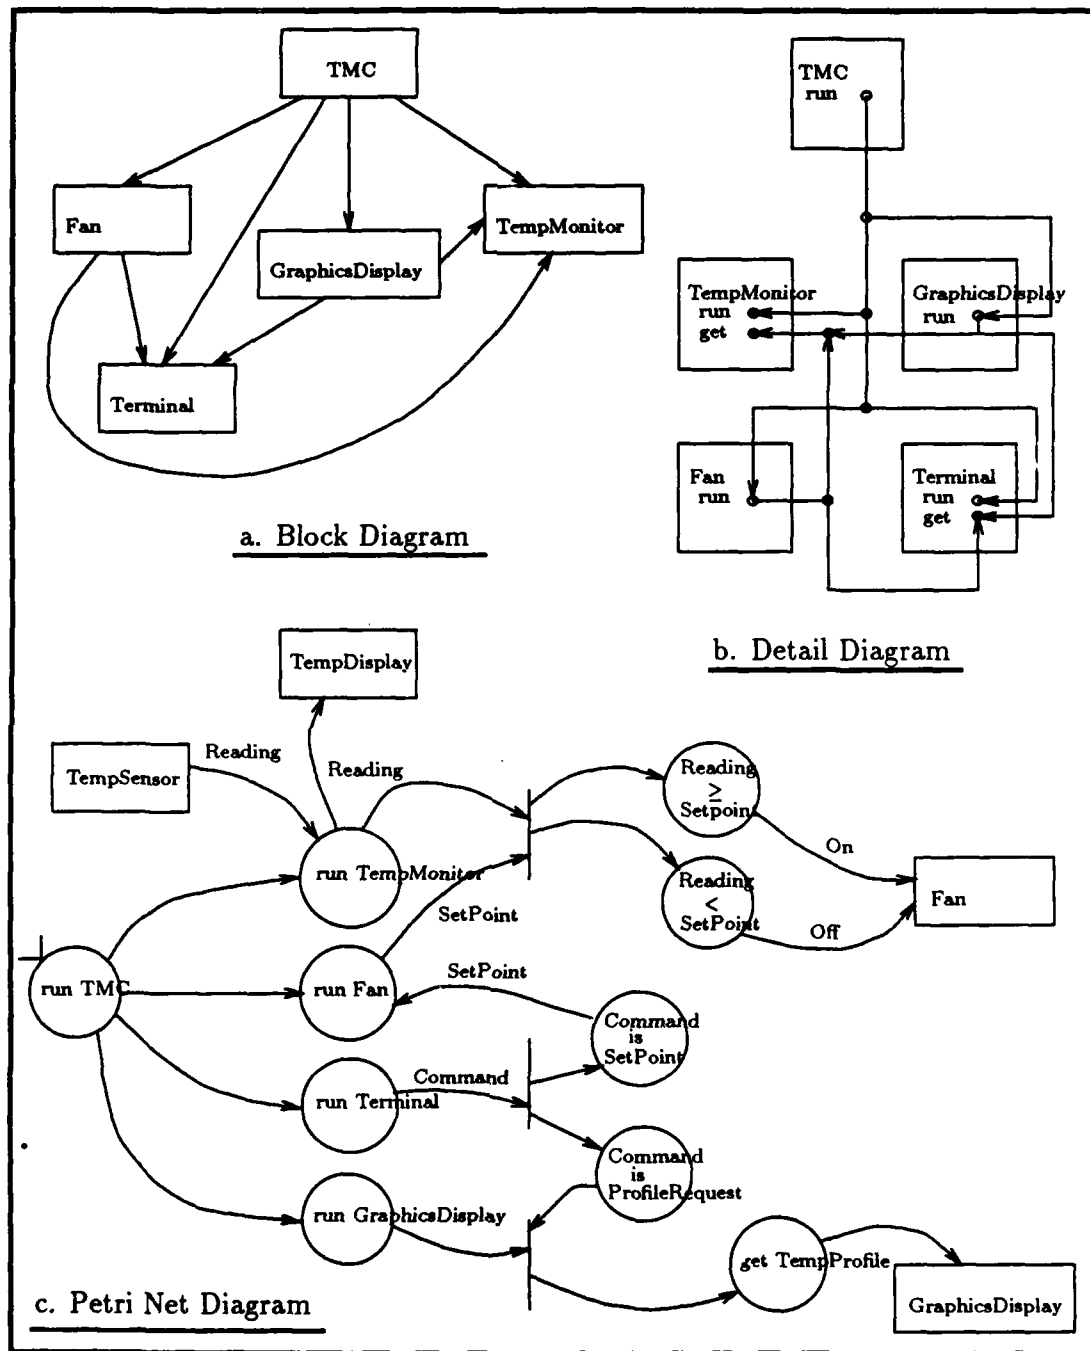 TMC
Fan
TempMonitor
GraphicsDisplay
Terminal
a. Block Diagram
TMC
run
TempMonitor
run
get
GraphicsDisplay
run
Fan
run
Terminal
run
get
b. Detail Diagram
TempDisplay
TempSensor
Reading
Reading
Reading
≥
Setpoint
On
run TempMonitor
Reading
<
SetPoint
Fan
SetPoint
Off
run TMC
run Fan
SetPoint
Command
is
SetPoint
run Terminal
Command
Command
is
ProfileRequest
run GraphicsDisplay
get TempProfile
GraphicsDisplay
c. Petri Net Diagram